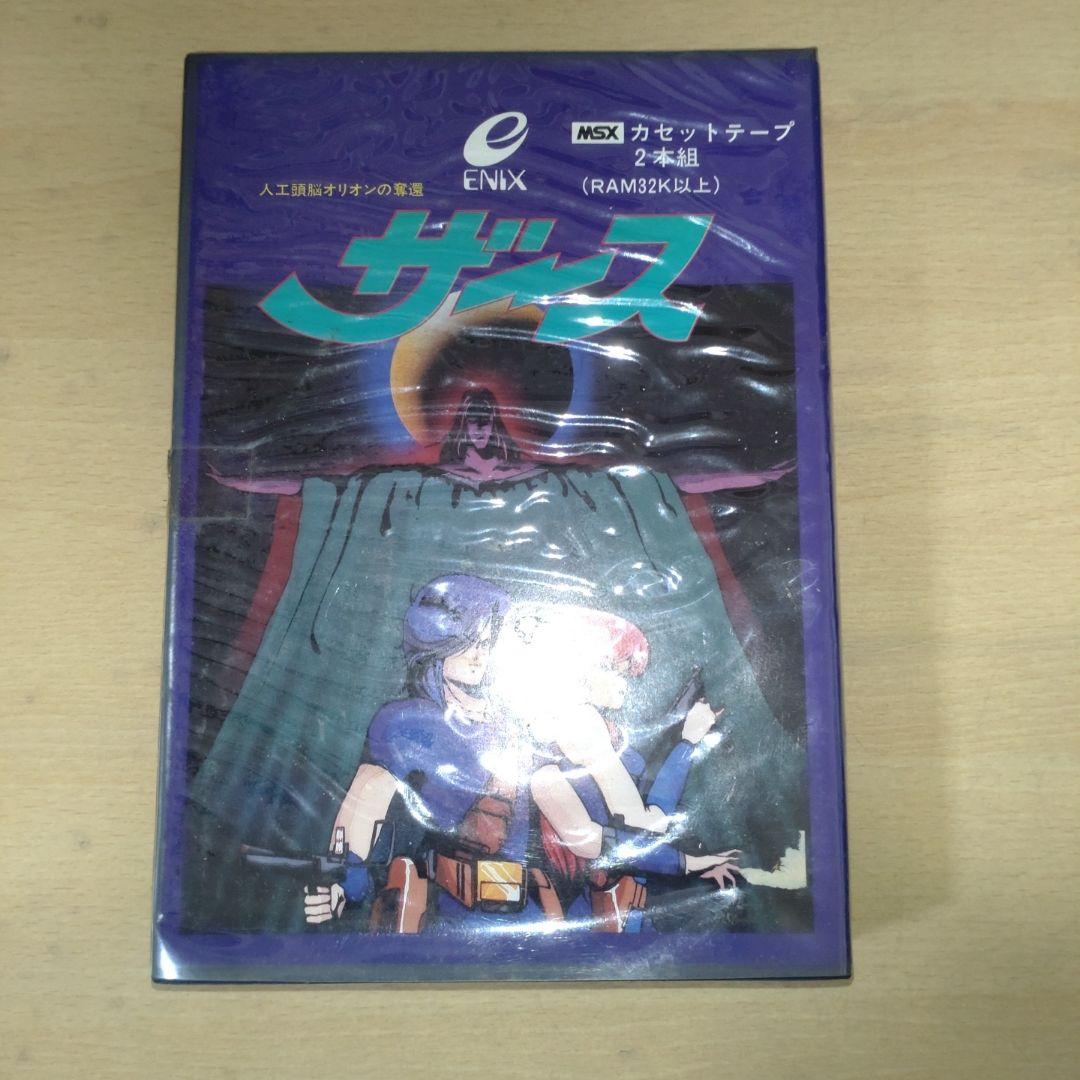 ENIX
MSX カセットテープ
2本組
(RAM32K以上)
人工頭脳オリオンの奪還
ザース